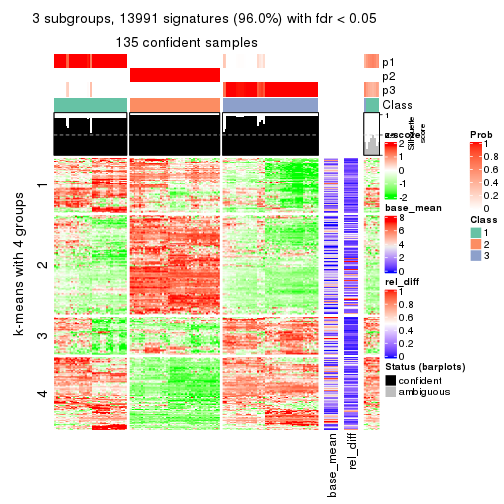 3 subgroups, 13991 signatures (96.0%) with fdr < 0.05
135 confident samples
p1
p2
p3
Class
1
Silhouette
score
k-means with 4 groups
1
2
3
4
z-score
2
1
0
-1
-2
base_mean
8
6
4
2
0
rel_diff
1
0.8
0.6
0.4
0.2
0
Status (barplots)
confident
ambiguous
Prob
1
0.8
0.6
0.4
0.2
0
Class
1
2
3
base_mean
rel_diff